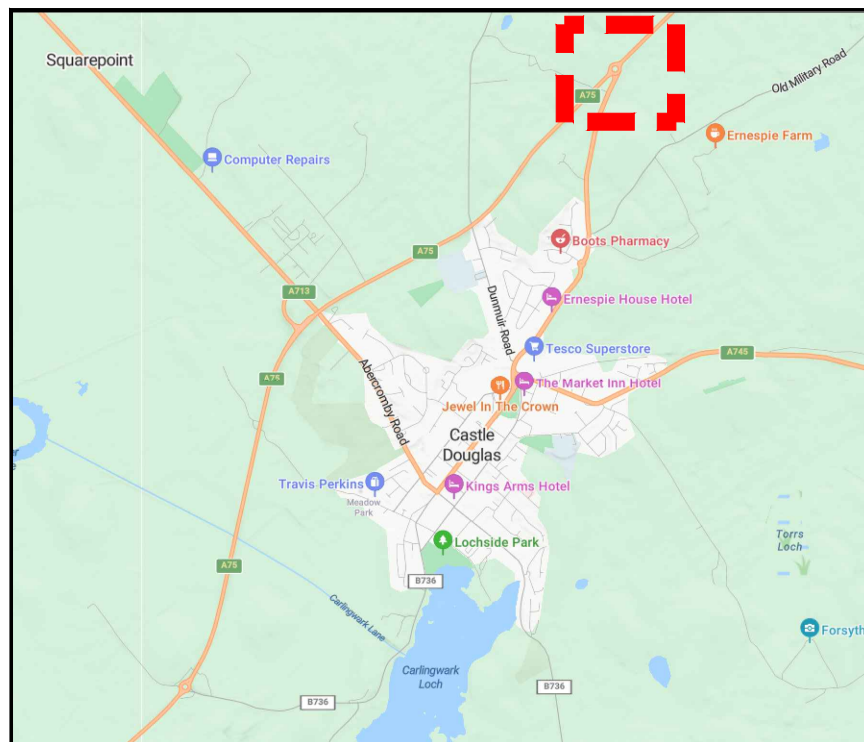 Squarepoint
A75
Old Military Road
Ernespie Farm
Computer Repairs
Boots Pharmacy
A75
A713
Ernespie House Hotel
Dunmuir Road
Tesco Superstore
A745
A75
The Market Inn Hotel
Abercromby Road
Jewel In The Crown
Castle
Douglas
Travis Perkins
Kings Arms Hotel
Meadow
Park
Lochside Park
Torrs
Loch
A75
B736
Carlingwark Lane
Forsyth
Carlingwark
Loch
B736
B736